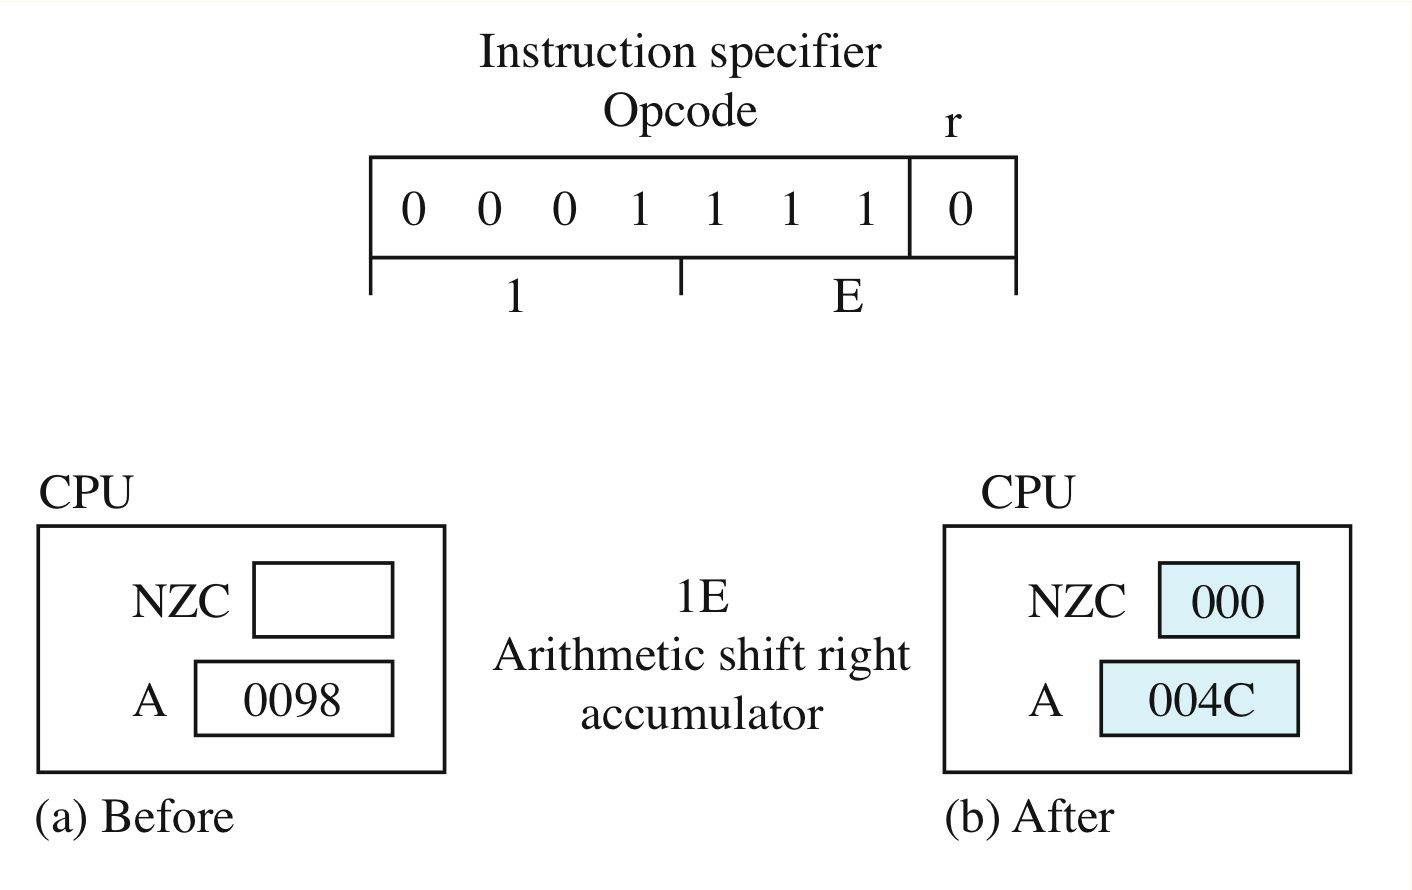 Instruction specifier
Opcode r
0 0 0 1 1 1 1 0
1 E
CPU
NZC
A 0098
(a) Before
1E
Arithmetic shift right
accumulator
CPU
NZC 000
A 004C
(b) After